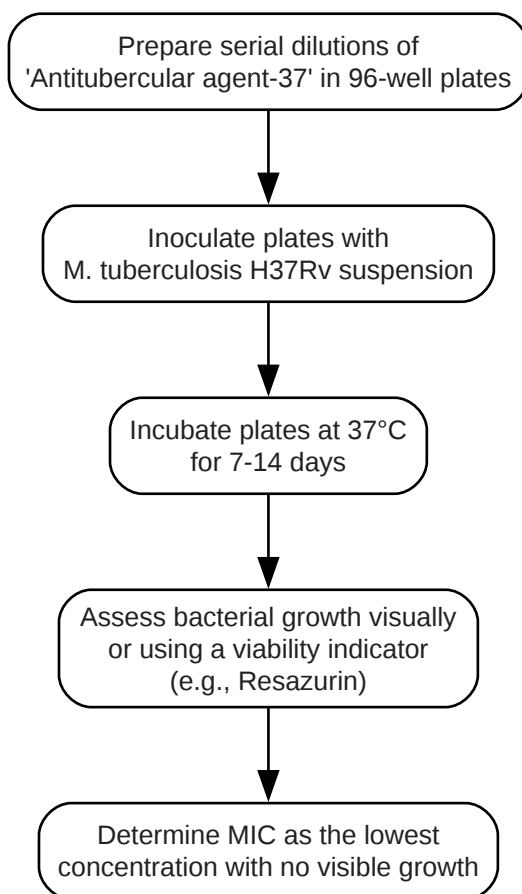 Prepare serial dilutions of
'Antitubercular agent-37' in 96-well plates
Inoculate plates with
M. tuberculosis H37Rv suspension
Incubate plates at 37°C
for 7-14 days
Assess bacterial growth visually
or using a viability indicator
(e.g., Resazurin)
Determine MIC as the lowest
concentration with no visible growth